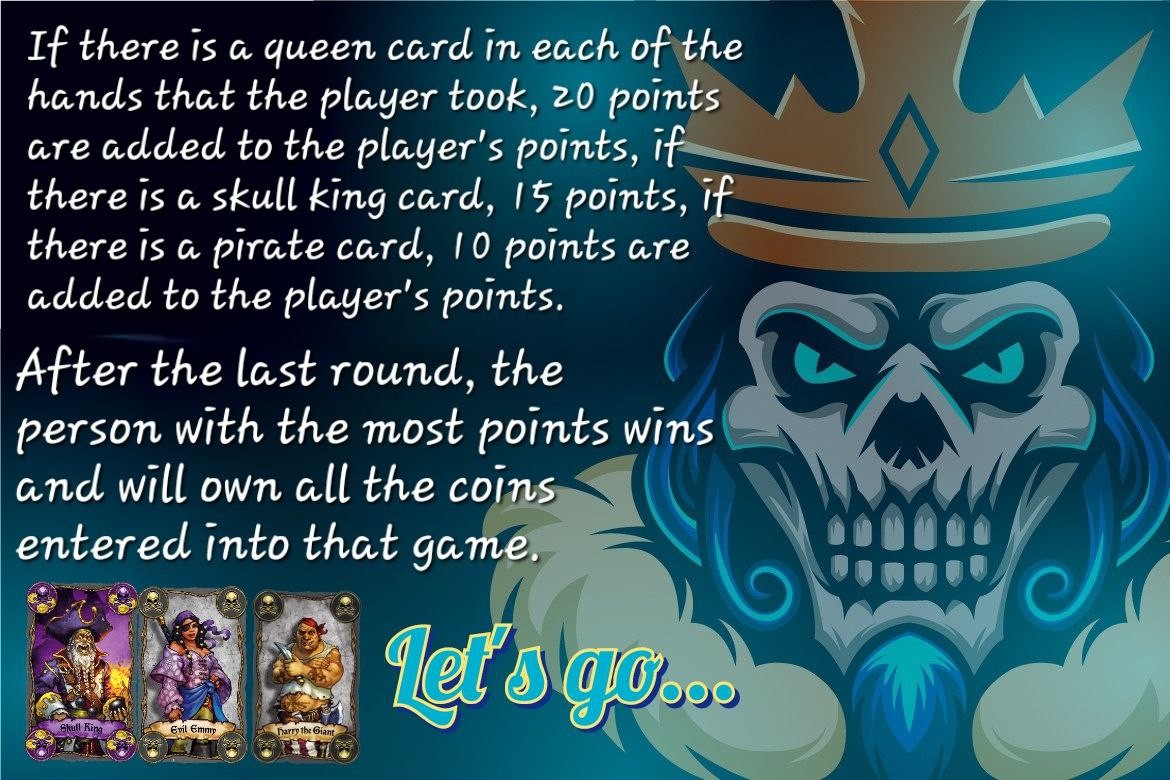 If there is a queen card in each of the
hands that the player took, 20 points
are added to the player's points, if
there is a skull king card, 15 points, if
there is a pirate card, 10 points are
added to the player's points.
After the last round, the
person with the most points wins
and will own all the coins
entered into that game.
Skull King
Evil Emmy
Harry the Giant
Let's go...